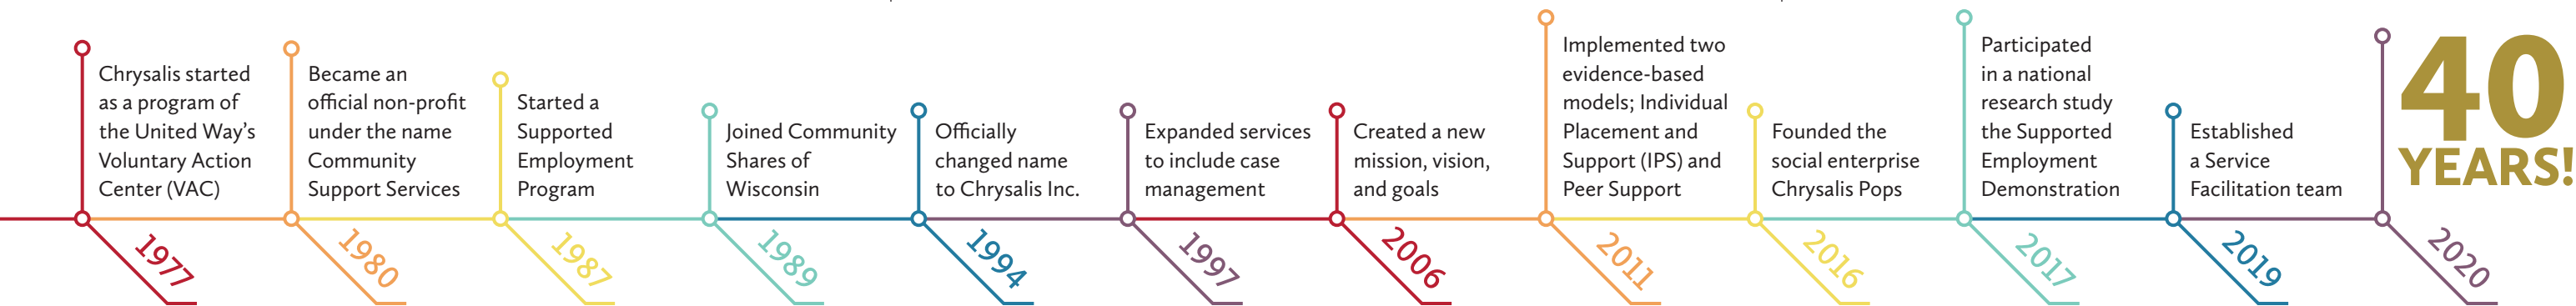 Chrysalis started
as a program of
the United Way’s
Voluntary Action
Center (VAC)
1977
Became an
official non-profit
under the name
Community
Support Services
1980
Started a
Supported
Employment
Program
1987
Joined Community
Shares of
Wisconsin
1989
Officially
changed name
to Chrysalis Inc.
1994
Expanded services
to include case
management
1997
Created a new
mission, vision,
and goals
2006
Implemented two
evidence-based
models; Individual
Placement and
Support (IPS) and
Peer Support
2011
Founded the
social enterprise
Chrysalis Pops
2016
Participated
in a national
research study
the Supported
Employment
Demonstration
2017
Established
a Service
Facilitation team
2019
40
YEARS!
2020